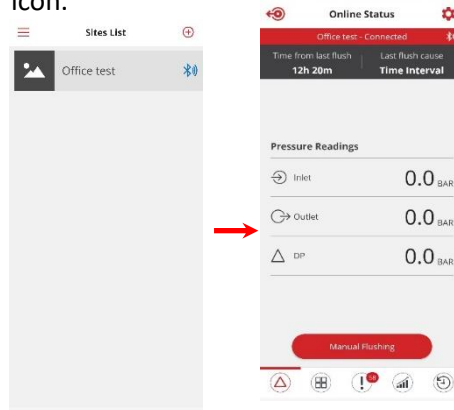 icon.
Sites List
Office test
Online Status
Office test - Connected
Time from last flush
12h 20m
Last flush cause
Time Interval
Pressure Readings
Inlet
0.0 BAR
Outlet
0.0 BAR
DP
0.0 BAR
Manual Flushing
58